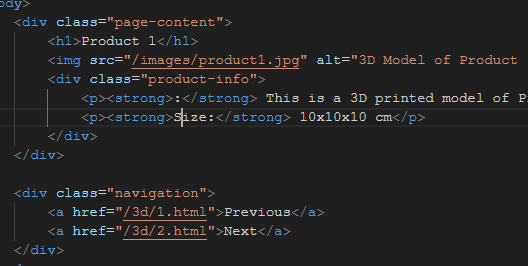 ody>
<div class="page-content">
<h1>Product 1</h1>
<img src="/images/product1.jpg" alt="3D Model of Product
<div class="product-info">
<p><strong>:</strong> This is a 3D printed model of P
<p><strong>Size:</strong> 10x10x10 cm</p>
</div>
</div>
<div class="navigation">
<a href="/3d/1.html">Previous</a>
<a href="/3d/2.html">Next</a>
</div>